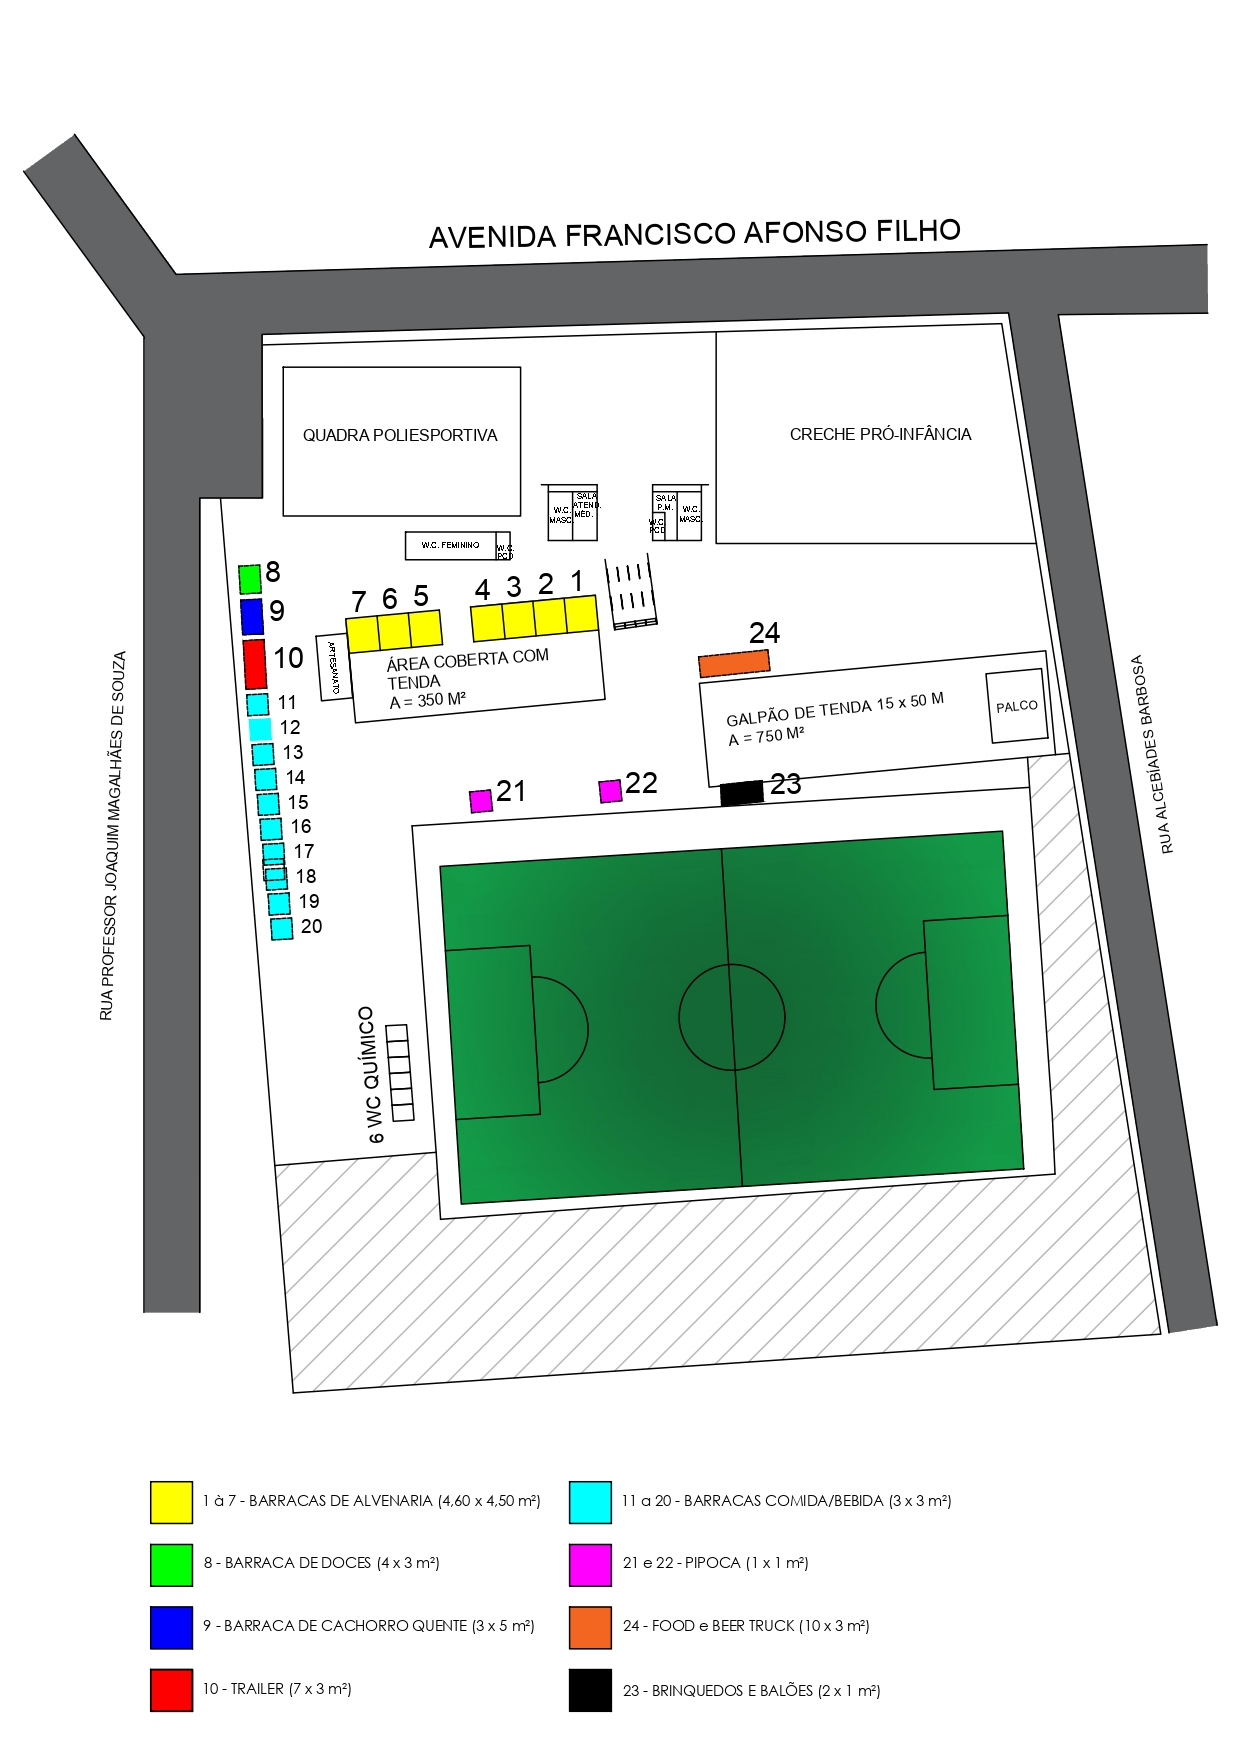 AVENIDA FRANCISCO AFONSO FILHO
QUADRA POLIESPORTIVA
CRECHE PRÓ-INFÂNCIA
W.C.
MASC.
SALA
ATEND.
MED.
SALA
P.M.
W.C.
PCD
W.C.
MASC.
W.C. FEMININO
W.C.
PCD
8
9
10
11
12
13
14
15
16
17
18
19
20
7
6
5
4
3
2
1
ARTESANATO
ÁREA COBERTA COM
TENDA
A = 350 M²
24
GALPÃO DE TENDA 15 x 50 M
A = 750 M²
PALCO
21
22
23
6 WC QUÍMICO
RUA PROFESSOR JOAQUIM MAGALHÃES DE SOUZA
RUA ALCEBÍADES BARBOSA
1 à 7 - BARRACAS DE ALVENARIA (4,60 x 4,50 m²)
8 - BARRACA DE DOCES (4 x 3 m²)
9 - BARRACA DE CACHORRO QUENTE (3 x 5 m²)
10 - TRAILER (7 x 3 m²)
11 a 20 - BARRACAS COMIDA/BEBIDA (3 x 3 m²)
21 e 22 - PIPOCA (1 x 1 m²)
24 - FOOD e BEER TRUCK (10 x 3 m²)
23 - BRINQUEDOS E BALÕES (2 x 1 m²)